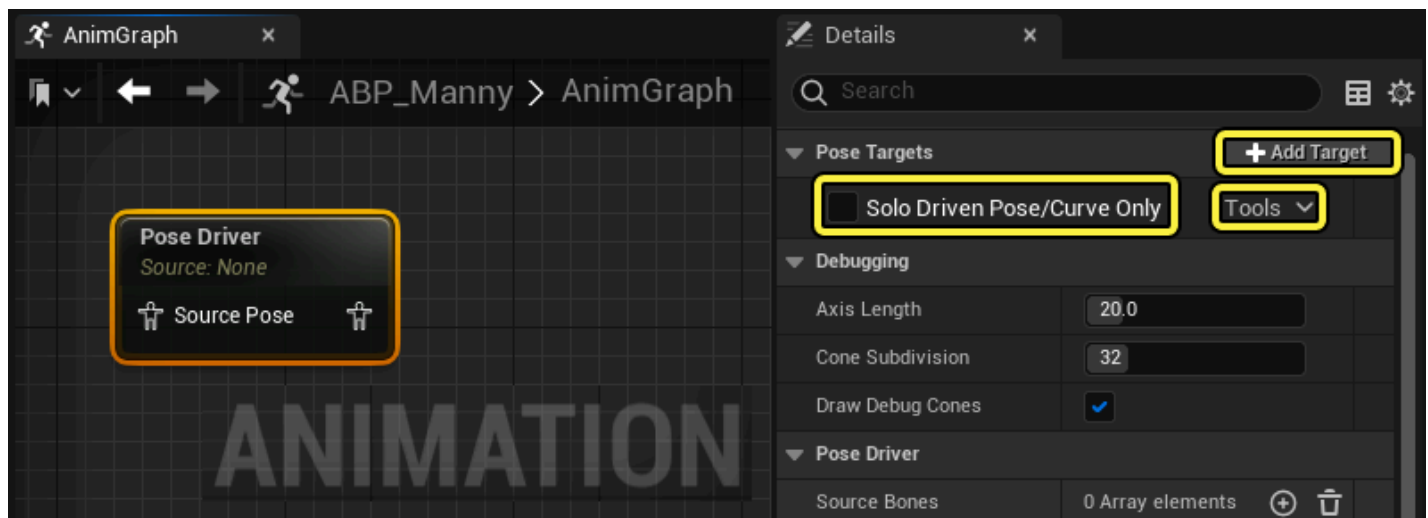 AnimGraph
ABP_Manny > AnimGraph
Pose Driver
Source: None
Source Pose
ANIMATION
Details
Search
Pose Targets
Add Target
Solo Driven Pose/Curve Only
Tools
Debugging
Axis Length
20.0
Cone Subdivision
32
Draw Debug Cones
Pose Driver
Source Bones
0 Array elements